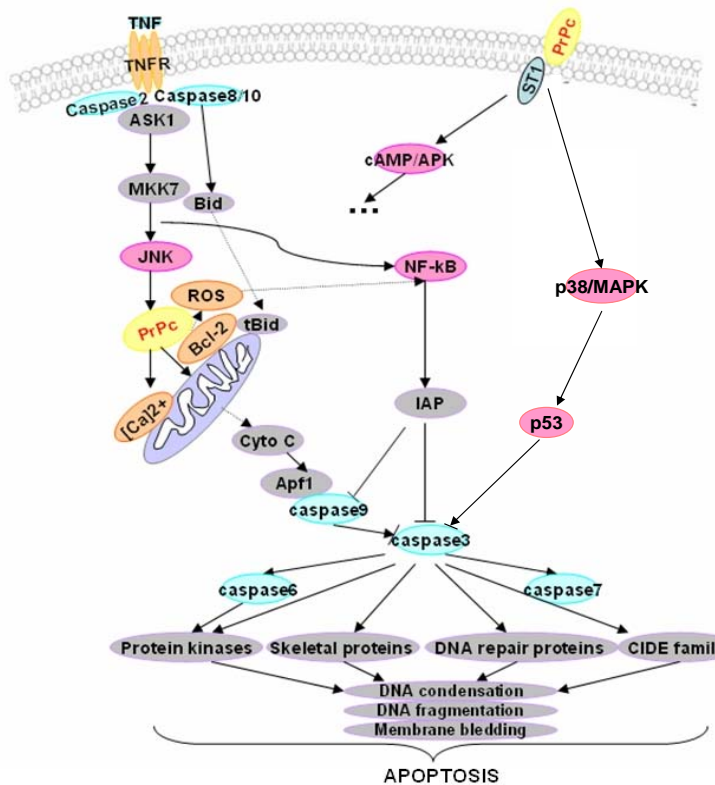 TNF
PrPc
TNFR
ST1
Caspase2
Caspase8/10
ASK1
cAMP/APK
MKK7
Bid
...
JNK
NF-kB
p38/MAPK
ROS
PrPc
Bcl-2
tBid
[Ca]2+
IAP
p53
Cyto C
Apf1
caspase9
caspase3
caspase6
caspase7
Protein kinases
Skeletal proteins
DNA repair proteins
CIDE famil
DNA condensation
DNA fragmentation
Membrane bledding
APOPTOSIS